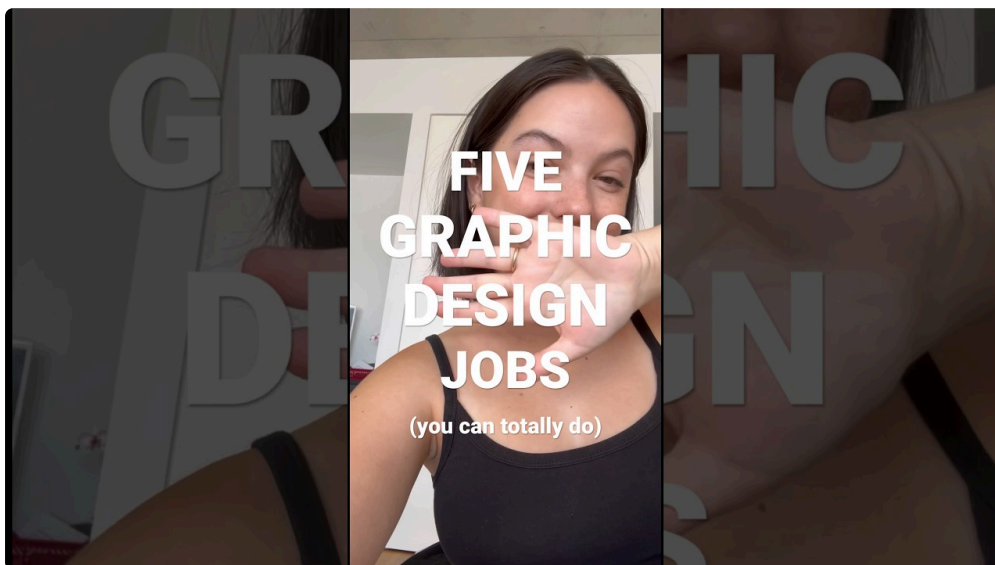 FIVE
GRAPHIC
DESIGN
JOBS
(you can totally do)